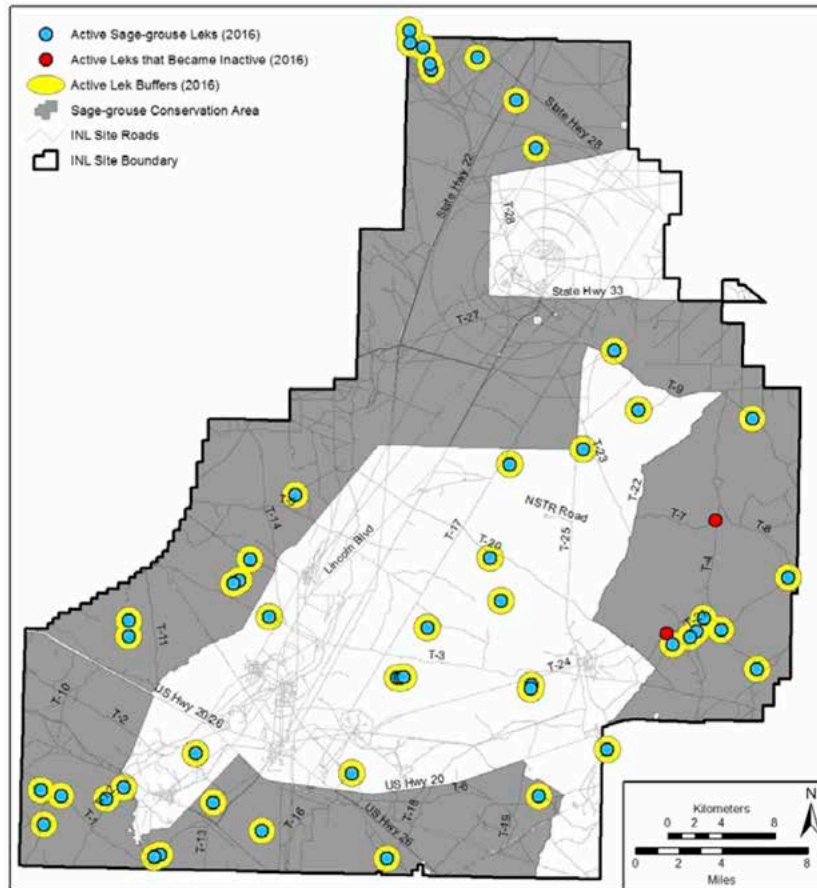 Active Sage-grouse Leks (2016)
Active Leks that Became Inactive (2016)
Active Lek Buffers (2016)
Sage-grouse Conservation Area
INL Site Roads
INL Site Boundary
State Hwy 28
State Hwy 22
T-28
State Hwy 33
T-27
T-9
T-23
T-22
T-14
NSTR Road
T-17
T-7
T-8
Lincoln Blvd
T-20
T-25
T-4
T-11
T-3
T-24
T-10
US Hwy 20/26
T-2
US Hwy 20
T-6
T-1
T-16
US Hwy 26
T-18
T-13
T-19
N
Kilometers
0 2 4 8
0 2 4 8
Miles